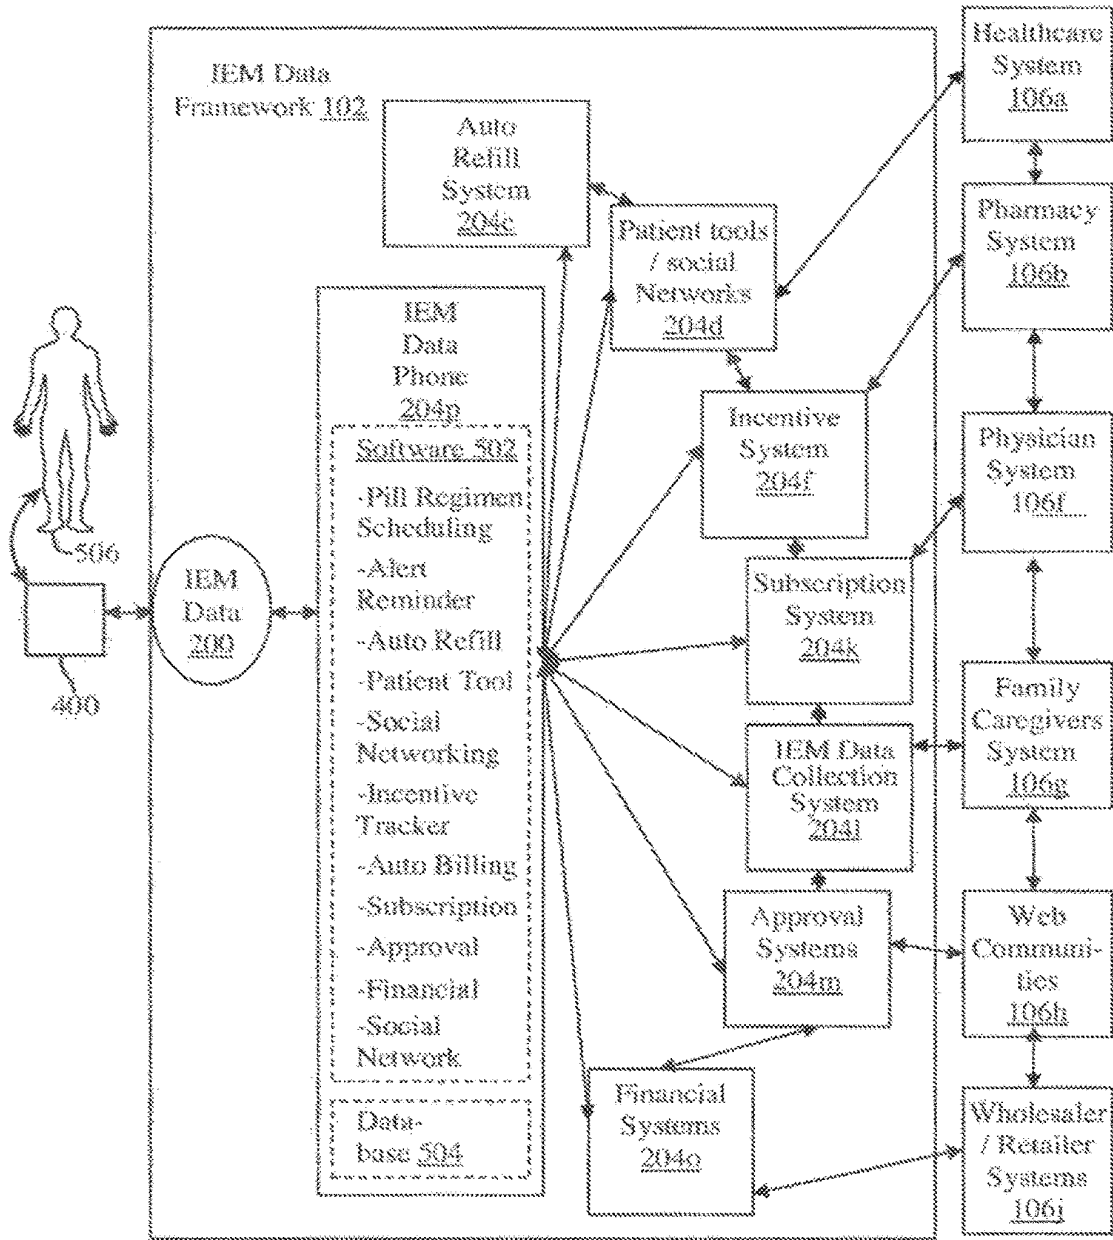 IEM Data
Framework 102
Auto
Refill
System
204c
Patient tools
/ social
Networks
204d
Healthcare
System
106a
Pharmacy
System
106b
IEM
Data
Phone
204p
Incentive
System
204f
Physician
System
106f
Software 502
-Pill Regimen
Scheduling
-Alert
Reminder
-Auto Refill
-Patient Tool
-Social
Networking
-Incentive
Tracker
-Auto Billing
-Subscription
-Approval
-Financial
-Social
Network
506
IEM
Data
200
400
Subscription
System
204k
Family
Caregivers
System
106g
IEM Data
Collection
System
204l
Approval
Systems
204m
Web
Communi-
ties
106h
Data-
base 504
Financial
Systems
204o
Wholesaler
/ Retailer
Systems
106j